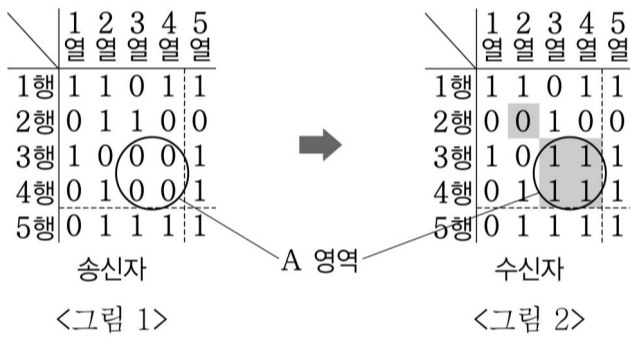 1열 2열 3열 4열 5열 1열 2열 3열 4열 5열
1행 1 1 0 1 1 1행 1 1 0 1 1
2행 0 1 1 0 0 2행 0 0 1 0 0
3행 1 0 0 0 1 3행 1 0 1 1 1
4행 0 1 0 0 1 4행 0 1 1 1 1
5행 0 1 1 1 1 5행 0 1 1 1 1
A 영역
송신자 수신자
<그림 1> <그림 2>